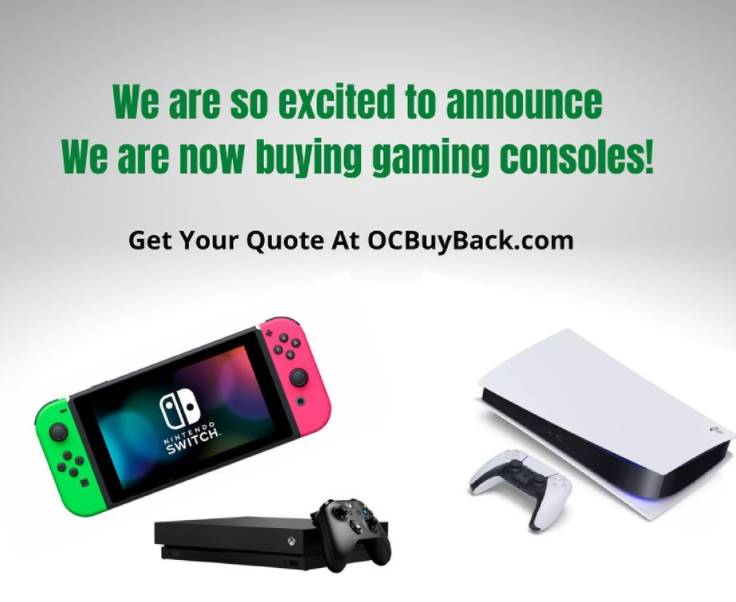 We are so excited to announce
We are now buying gaming consoles!
Get Your Quote At OCBuyBack.com
NINTENDO
SWITCH™